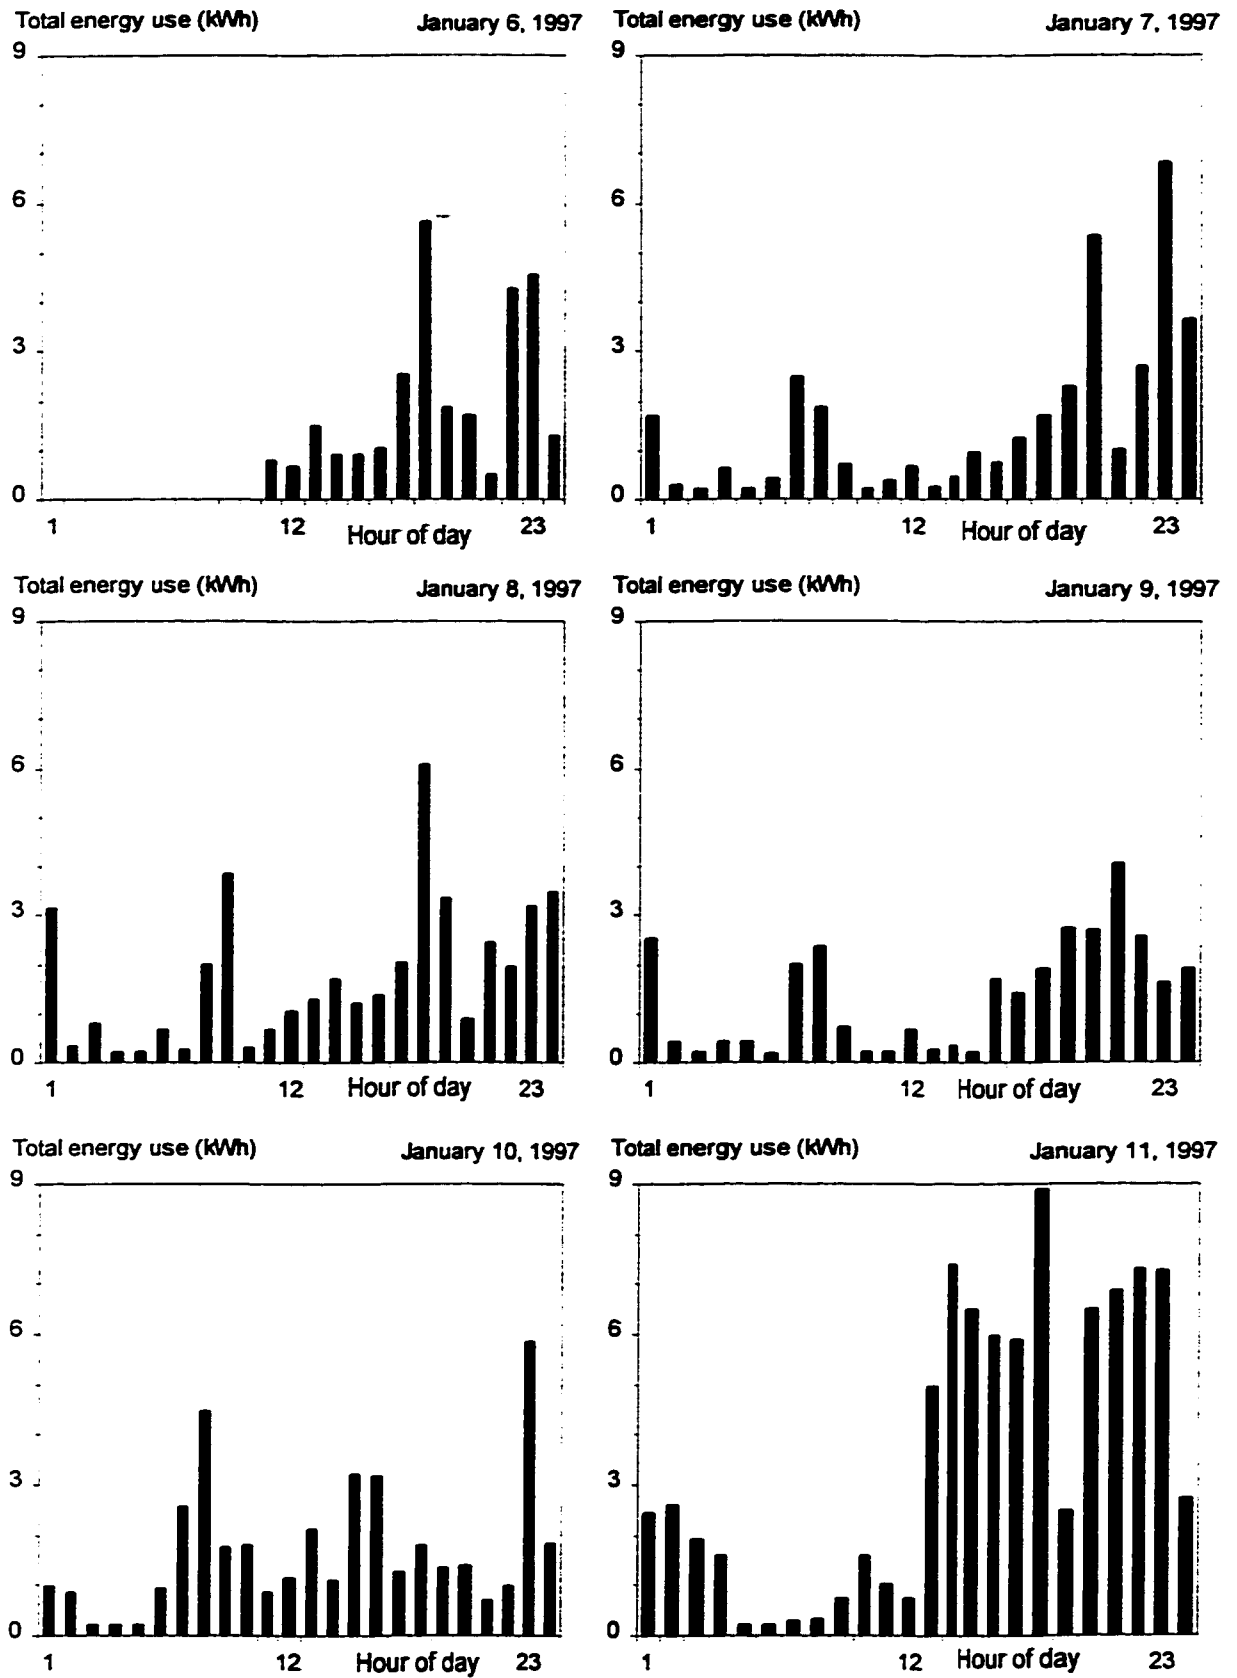 Total energy use (kWh) January 6, 1997
9
6
3
0
1 12 Hour of day 23
Total energy use (kWh) January 7, 1997
9
6
3
0
1 12 Hour of day 23
Total energy use (kWh) January 8, 1997
9
6
3
0
1 12 Hour of day 23
Total energy use (kWh) January 9, 1997
9
6
3
0
1 12 Hour of day 23
Total energy use (kWh) January 10, 1997
9
6
3
0
1 12 Hour of day 23
Total energy use (kWh) January 11, 1997
9
6
3
0
1 12 Hour of day 23